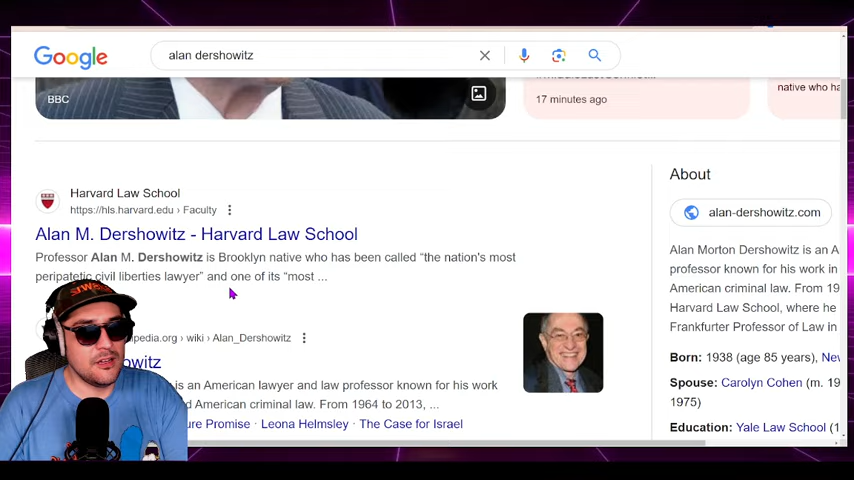 Google
alan dershowitz
BBC
17 minutes ago
native who ha
Harvard Law School
https://hls.harvard.edu › Faculty
Alan M. Dershowitz - Harvard Law School
Professor Alan M. Dershowitz is Brooklyn native who has been called “the nation's most
peripatetic civil liberties lawyer” and one of its “most ...
ipedia.org › wiki › Alan_Dershowitz
owitz
is an American lawyer and law professor known for his work
d American criminal law. From 1964 to 2013, ...
ure Promise · Leona Helmsley · The Case for Israel
About
alan-dershowitz.com
Alan Morton Dershowitz is an A
professor known for his work in
American criminal law. From 19
Harvard Law School, where he
Frankfurter Professor of Law in
Born: 1938 (age 85 years), Nev
Spouse: Carolyn Cohen (m. 19
1975)
Education: Yale Law School (1